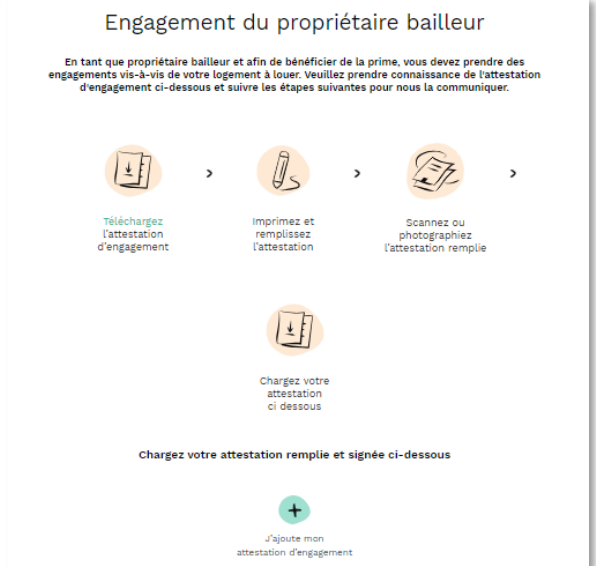 Engagement du propriétaire bailleur
En tant que propriétaire bailleur et afin de bénéficier de la prime, vous devez prendre des
engagements vis-à-vis de votre logement à louer. Veuillez prendre connaissance de l'attestation
d'engagement ci-dessous et suivre les étapes suivantes pour nous la communiquer.
Téléchargez
l'attestation
d'engagement
Imprimez et
remplissez
l'attestation
Scannez ou
photographiez
l'attestation remplie
Chargez votre
attestation
ci dessous
Chargez votre attestation remplie et signée ci-dessous
J'ajoute mon
attestation d'engagement